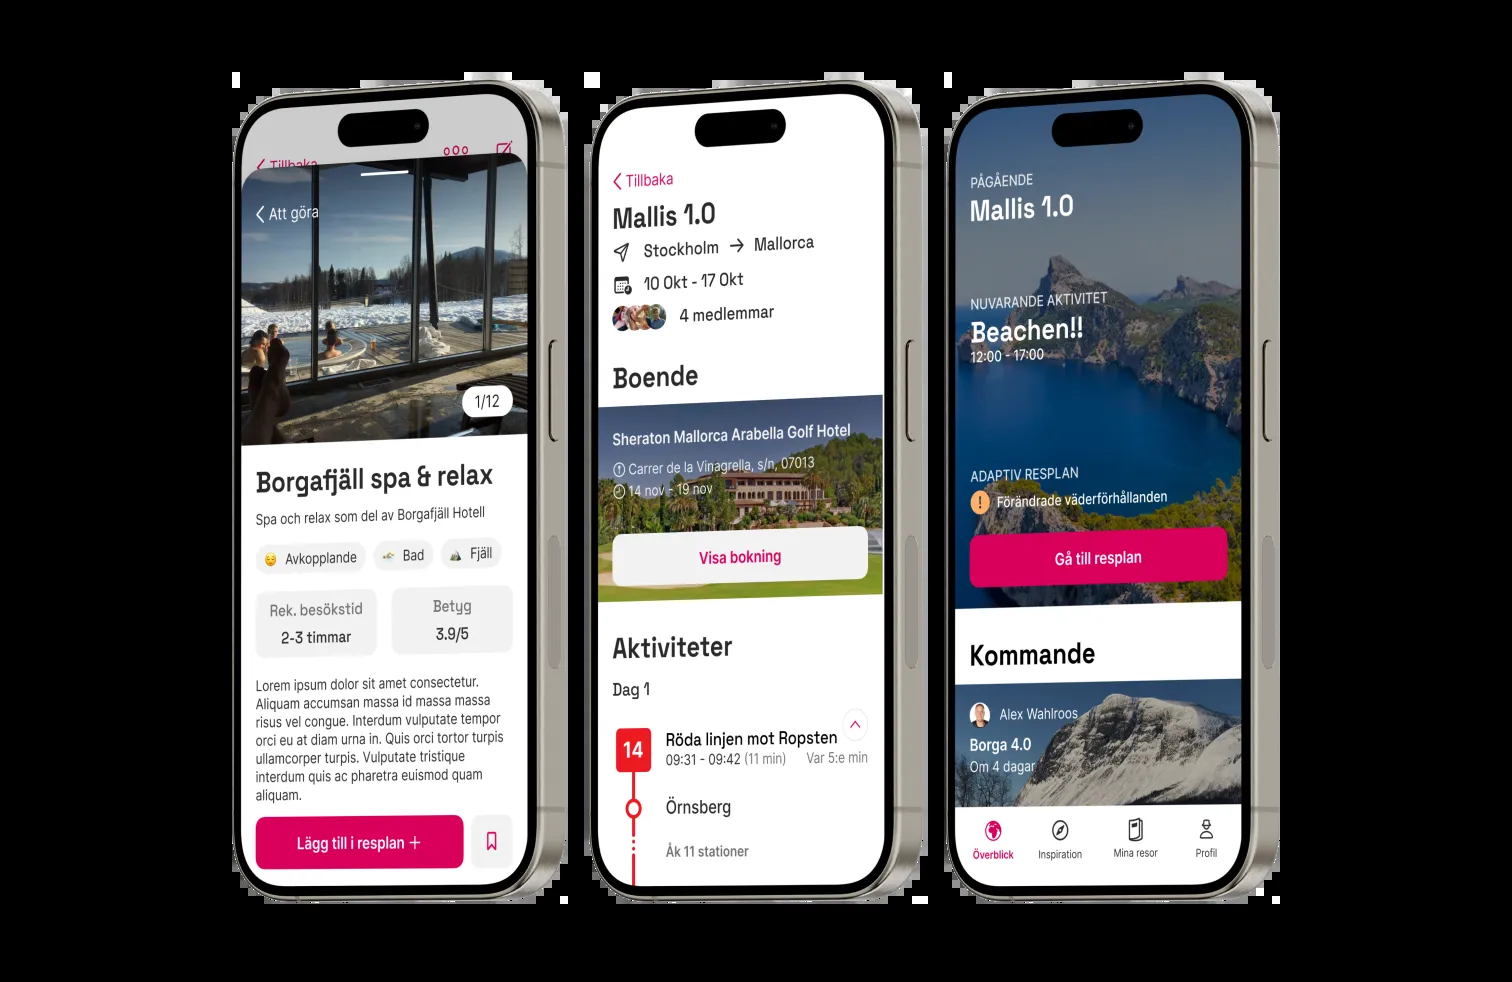 Tillbaka
Att göra
1/12
Borgafjäll spa & relax
Spa och relax som del av Borgafjäll Hotell
Avkopplande
Bad
Fjäll
Rek. besökstid
2-3 timmar
Betyg
3.9/5
Lorem ipsum dolor sit amet consectetur.
Aliquam accumsan massa id massa massa
risus vel congue. Interdum vulputate tempor
orci eu at diam urna in. Quis orci tortor turpis
ullamcorper turpis. Vulputate tristique
interdum quis ac pharetra euismod quam
aliquam.
Lägg till i resplan +
Tillbaka
Mallis 1.0
Stockholm → Mallorca
10 Okt - 17 Okt
4 medlemmar
Boende
Sheraton Mallorca Arabella Golf Hotel
Carrer de la Vinagrella, s/n, 07013
14 nov - 19 nov
Visa bokning
Aktiviteter
Dag 1
14
Röda linjen mot Ropsten
09:31 - 09:42 (11 min) Var 5:e min
Örnsberg
Åk 11 stationer
PÅGÅENDE
Mallis 1.0
NUVARANDE AKTIVITET
Beachen!!
12:00 - 17:00
ADAPTIV RESPLAN
Förändrade väderförhållanden
Gå till resplan
Kommande
Alex Wahlroos
Borga 4.0
Om 4 dagar
Överblick
Inspiration
Mina resor
Profil